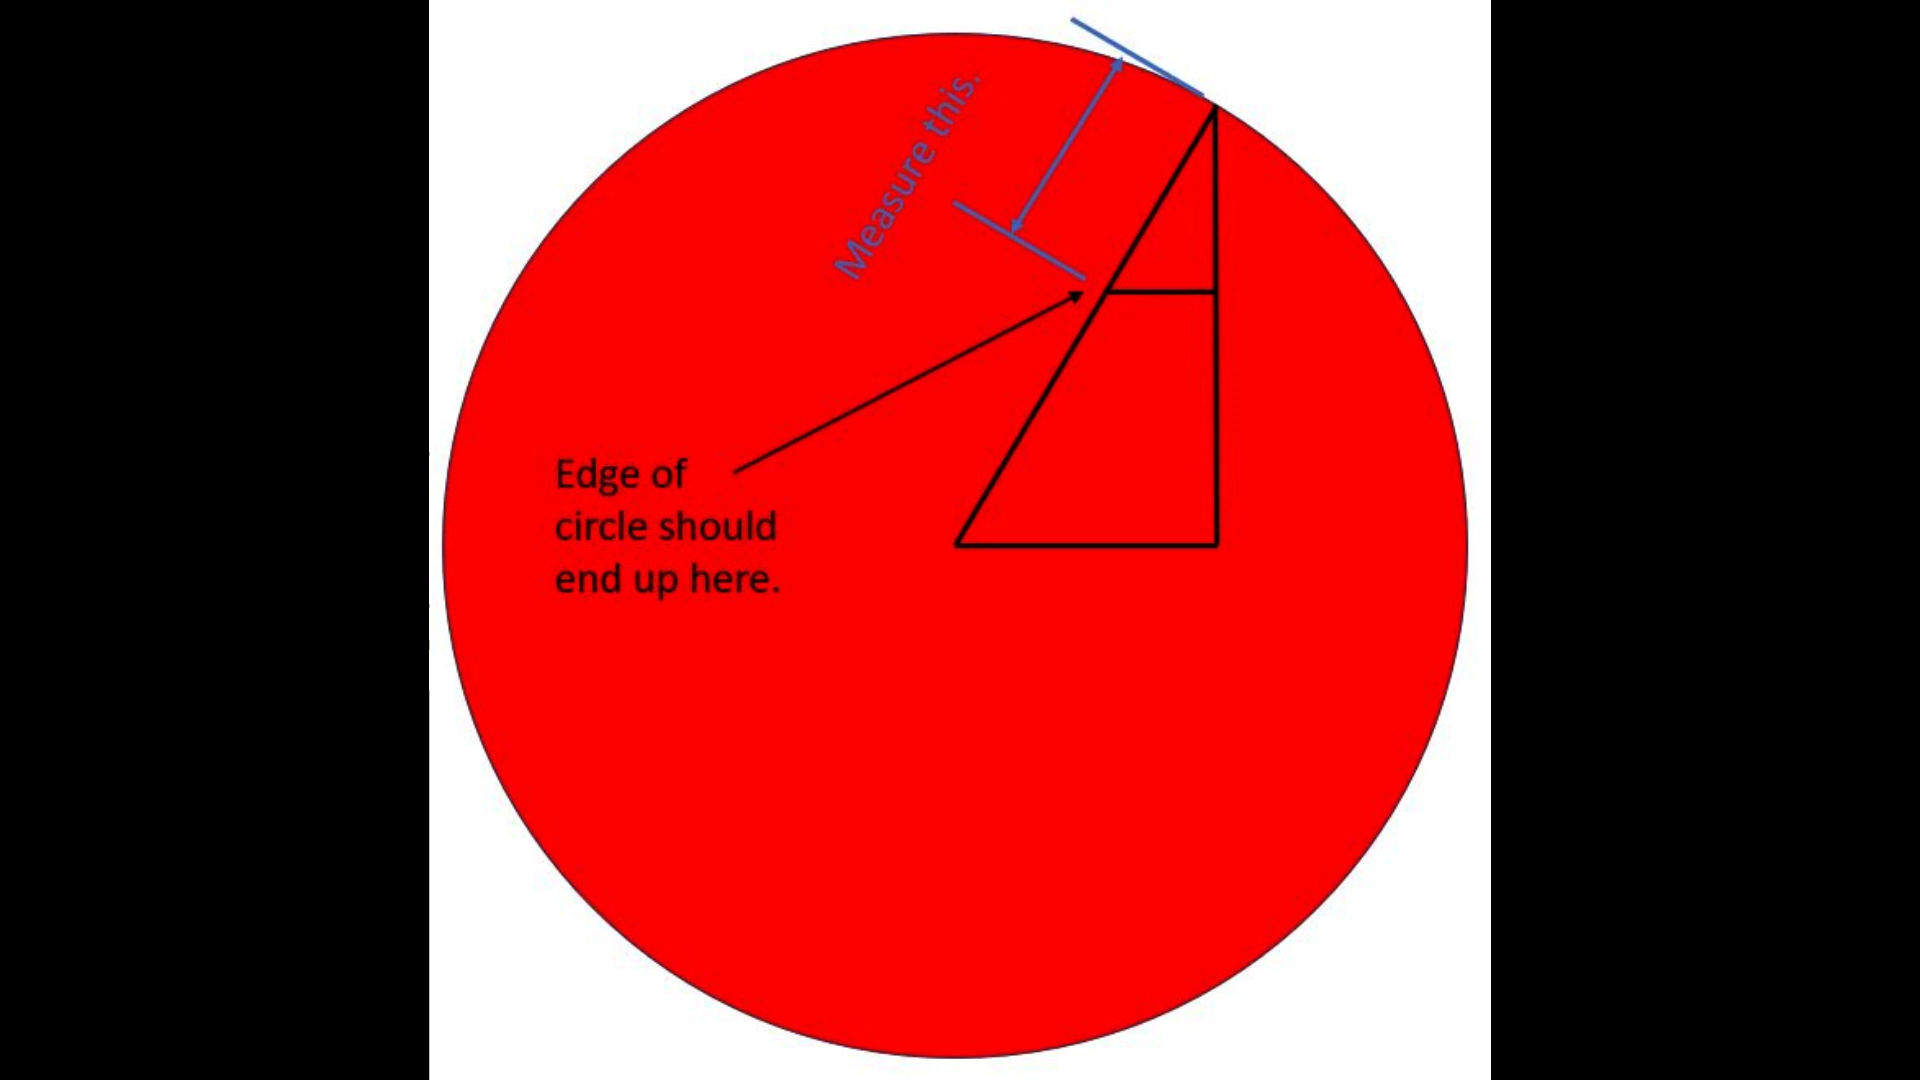 Measure this.
Edge of
circle should
end up here.